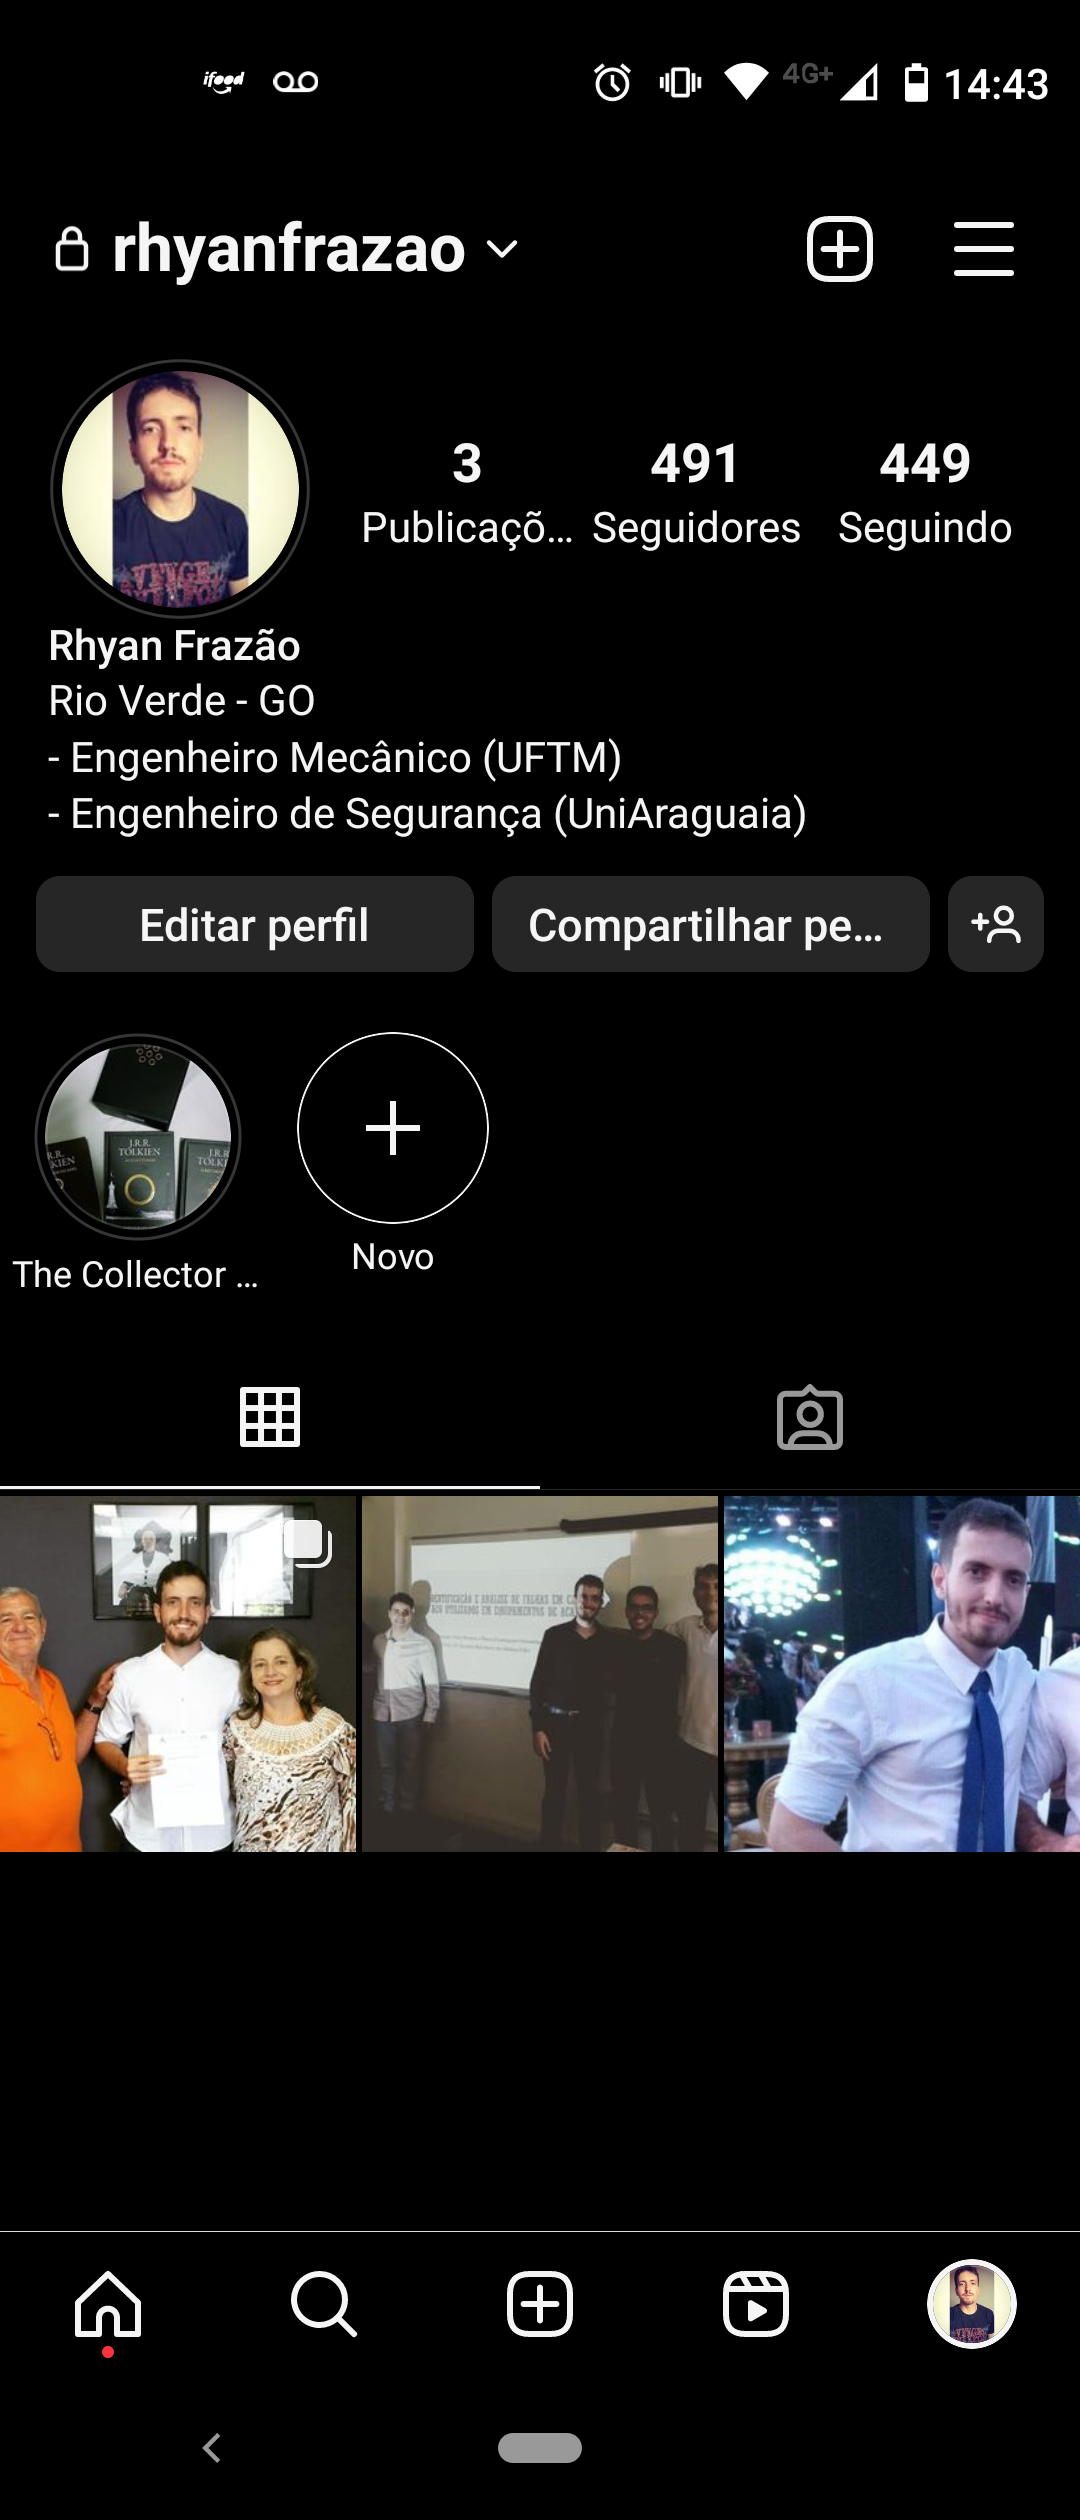 ifood
4G+
14:43
rhyanfrazao
3
491
449
Publicaçõ...
Seguidores
Seguindo
Rhyan Frazão
Rio Verde - GO
- Engenheiro Mecânico (UFTM)
- Engenheiro de Segurança (UniAraguaia)
Editar perfil
Compartilhar pe...
J.R.R.
TOLKIEN
The Collector ...
Novo